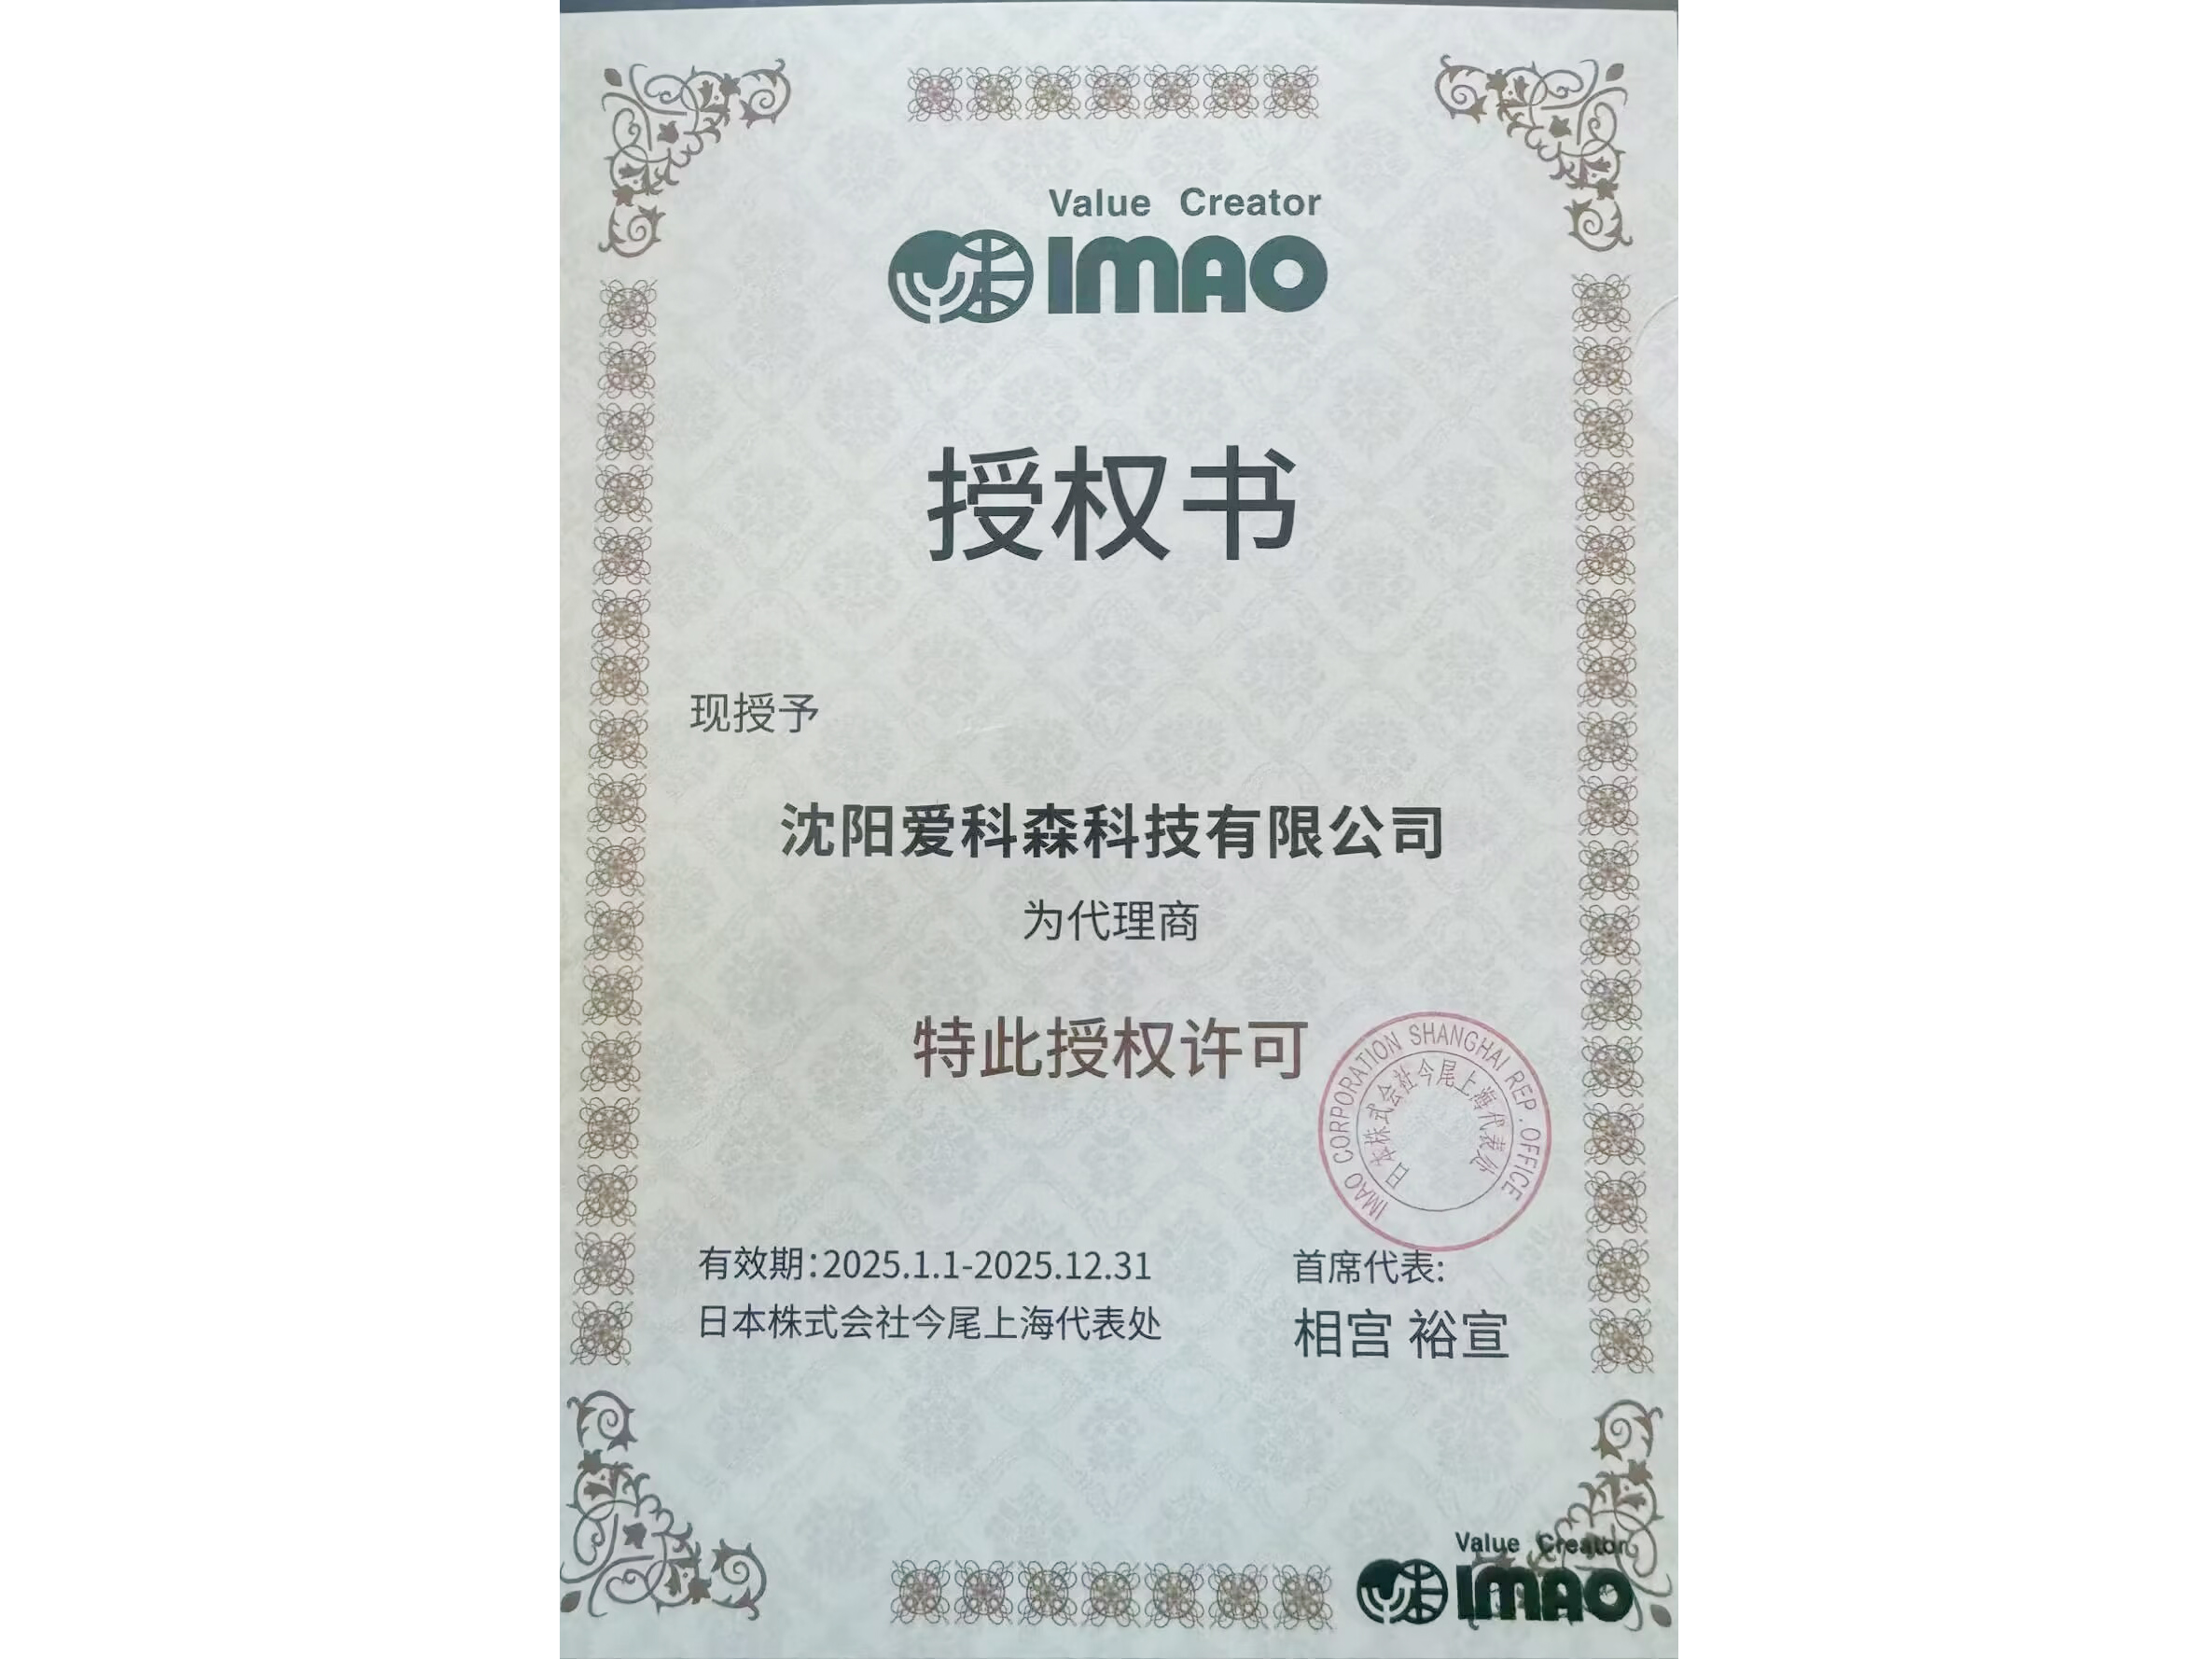 Value Creator
IMAO
授权书
现授予
沈阳爱科森科技有限公司
为代理商
特此授权许可
IMAO CORPORATION SHANGHAI REP.OFFICE
日本株式会社今尾上海代表处
有效期:2025.1.1-2025.12.31
日本株式会社今尾上海代表处
首席代表:
相宫 裕宣
Value Creator
IMAO